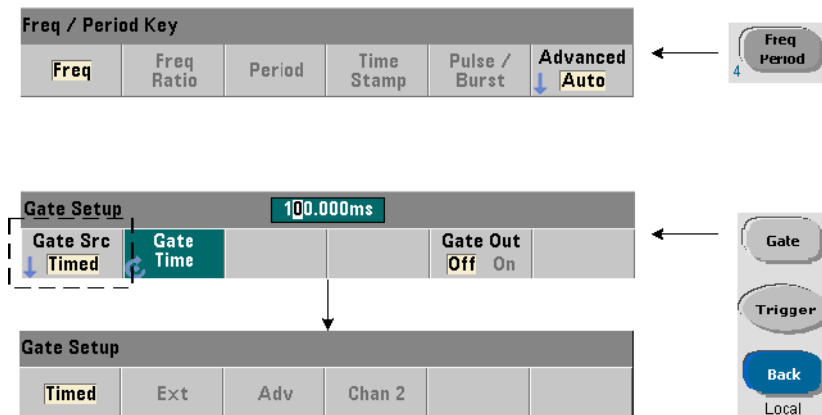 Freq / Period Key
Freq
Freq Ratio
Period
Time Stamp
Pulse / Burst
Advanced
Auto
Freq Period
4
Gate Setup
100.000ms
Gate Src
Timed
Gate Time
Gate Out
Off On
Gate
Trigger
Back
Local
Gate Setup
Timed
Ext
Adv
Chan 2